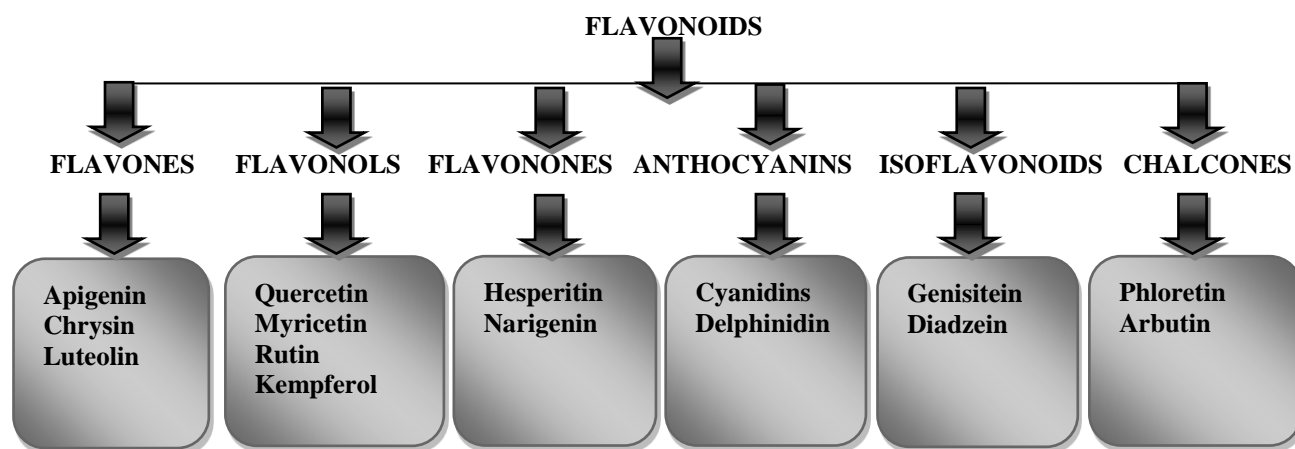 FLAVONOIDS
FLAVONES FLAVONOLS FLAVONONES ANTHOCYANINS ISOFLAVONOIDS CHALCONES
Apigenin
Chrysin
Luteolin
Quercetin
Myricetin
Rutin
Kempferol
Hesperitin
Narigenin
Cyanidins
Delphinidin
Genisitein
Diadzein
Phloretin
Arbutin